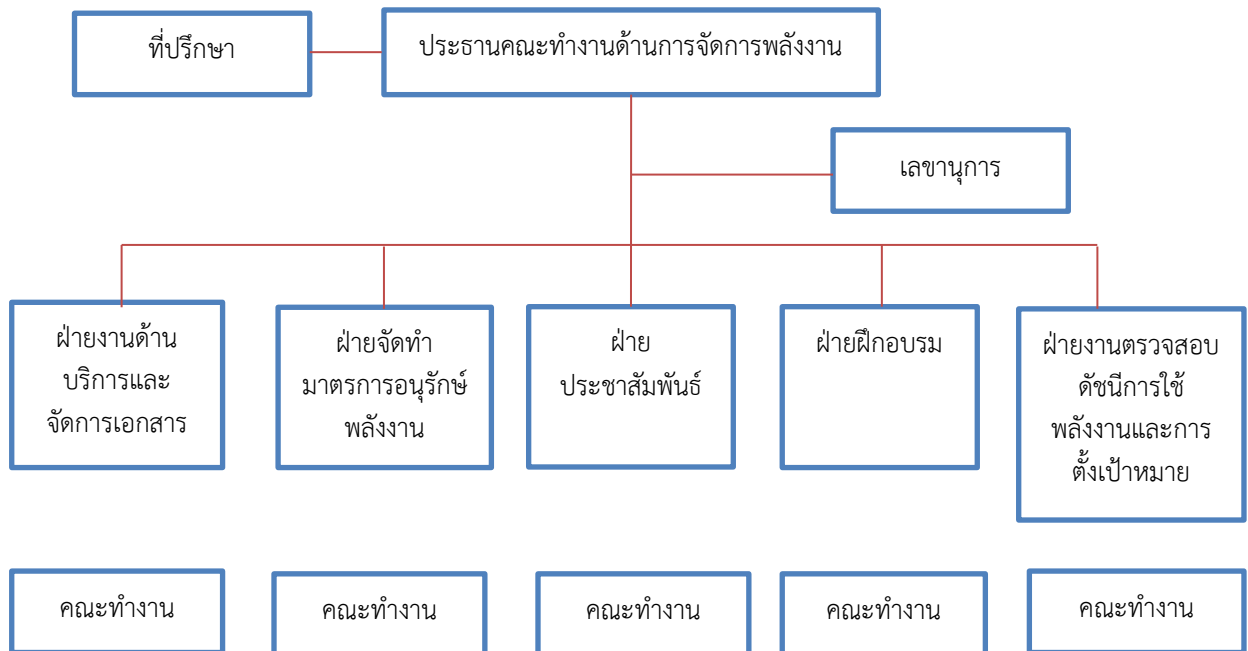 ที่ปรึกษา
ประธานคณะทำงานด้านการจัดการพลังงาน
เลขานุการ
ฝ่ายงานด้าน
บริการและ
จัดการเอกสาร
ฝ่ายจัดทำ
มาตรการอนุรักษ์
พลังงาน
ฝ่าย
ประชาสัมพันธ์
ฝ่ายฝึกอบรม
ฝ่ายงานตรวจสอบ
ดัชนีการใช้
พลังงานและการ
ตั้งเป้าหมาย
คณะทำงาน
คณะทำงาน
คณะทำงาน
คณะทำงาน
คณะทำงาน